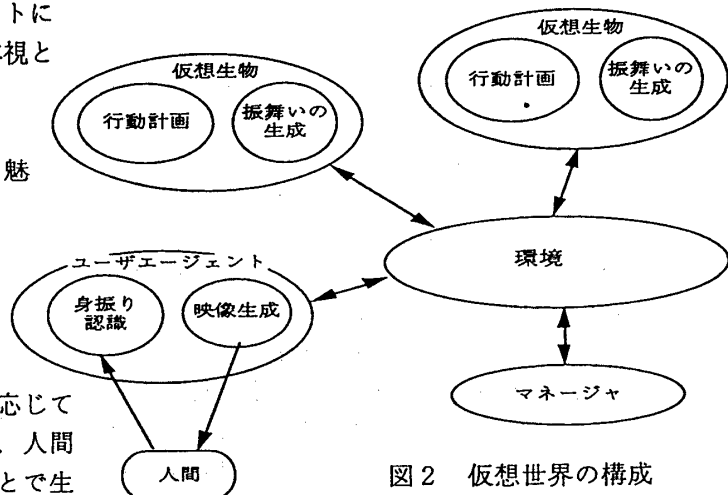 トに
視と
魅
応じて
、人間
とで生
仮想生物
行動計画
振舞いの
生成
仮想生物
行動計画
振舞いの
生成
環境
ユーザエージェント
身振り
認識
映像生成
マネージャ
人間
図2 仮想世界の構成